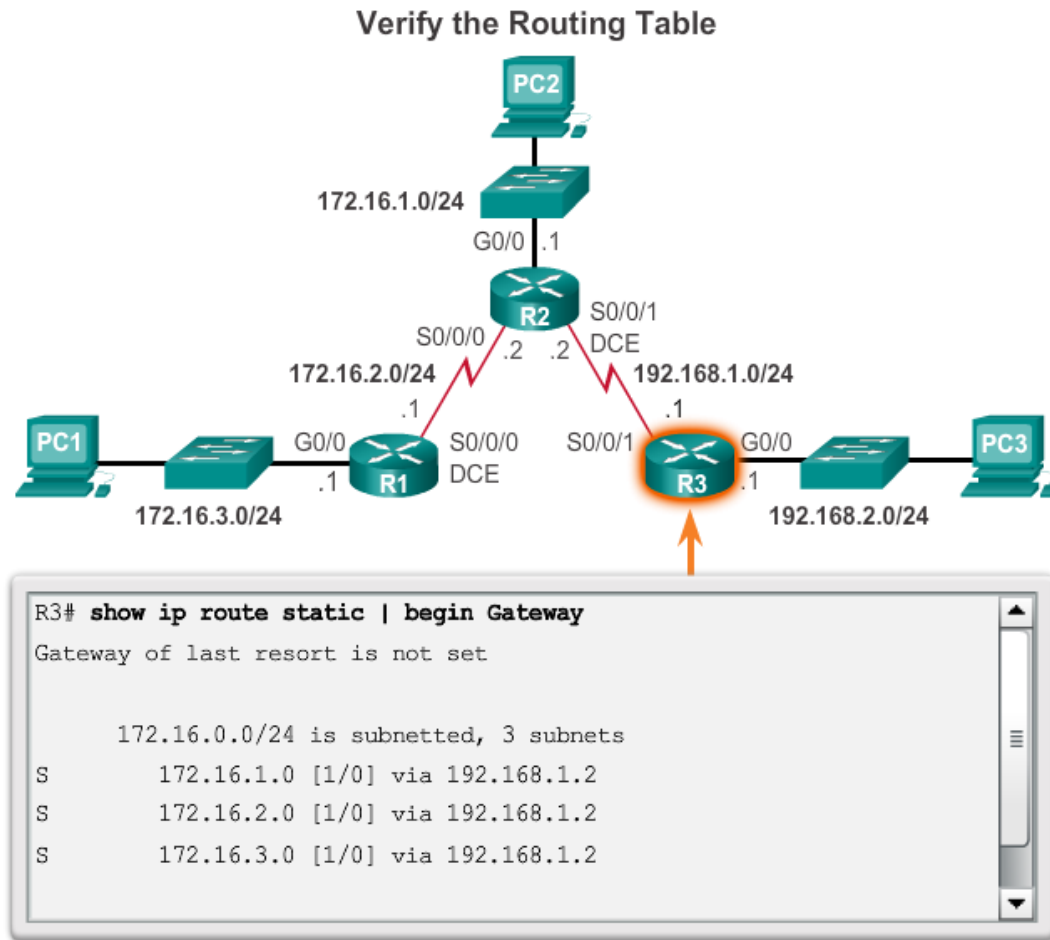 Verify the Routing Table
PC2
172.16.1.0/24
G0/0 .1
R2
S0/0/0
S0/0/1
DCE
.2 .2
172.16.2.0/24
192.168.1.0/24
.1
.1
PC1
G0/0
S0/0/0
DCE
.1
R1
S0/0/1
G0/0
R3
.1
PC3
172.16.3.0/24
192.168.2.0/24
R3# show ip route static | begin Gateway
Gateway of last resort is not set
172.16.0.0/24 is subnetted, 3 subnets
S 172.16.1.0 [1/0] via 192.168.1.2
S 172.16.2.0 [1/0] via 192.168.1.2
S 172.16.3.0 [1/0] via 192.168.1.2